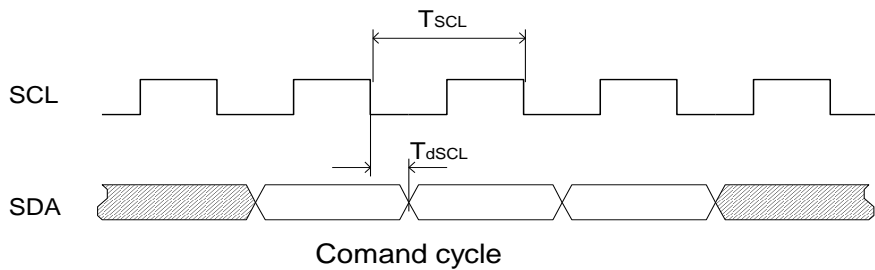 TSCL
SCL
TdSCL
SDA
Comand cycle